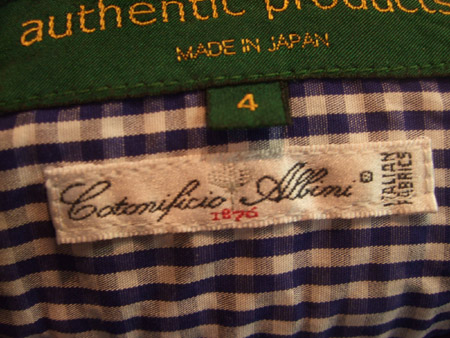 authentic products
MADE IN JAPAN
4
Cotonificio Albini ®
1876
ITALIAN
FABRICS